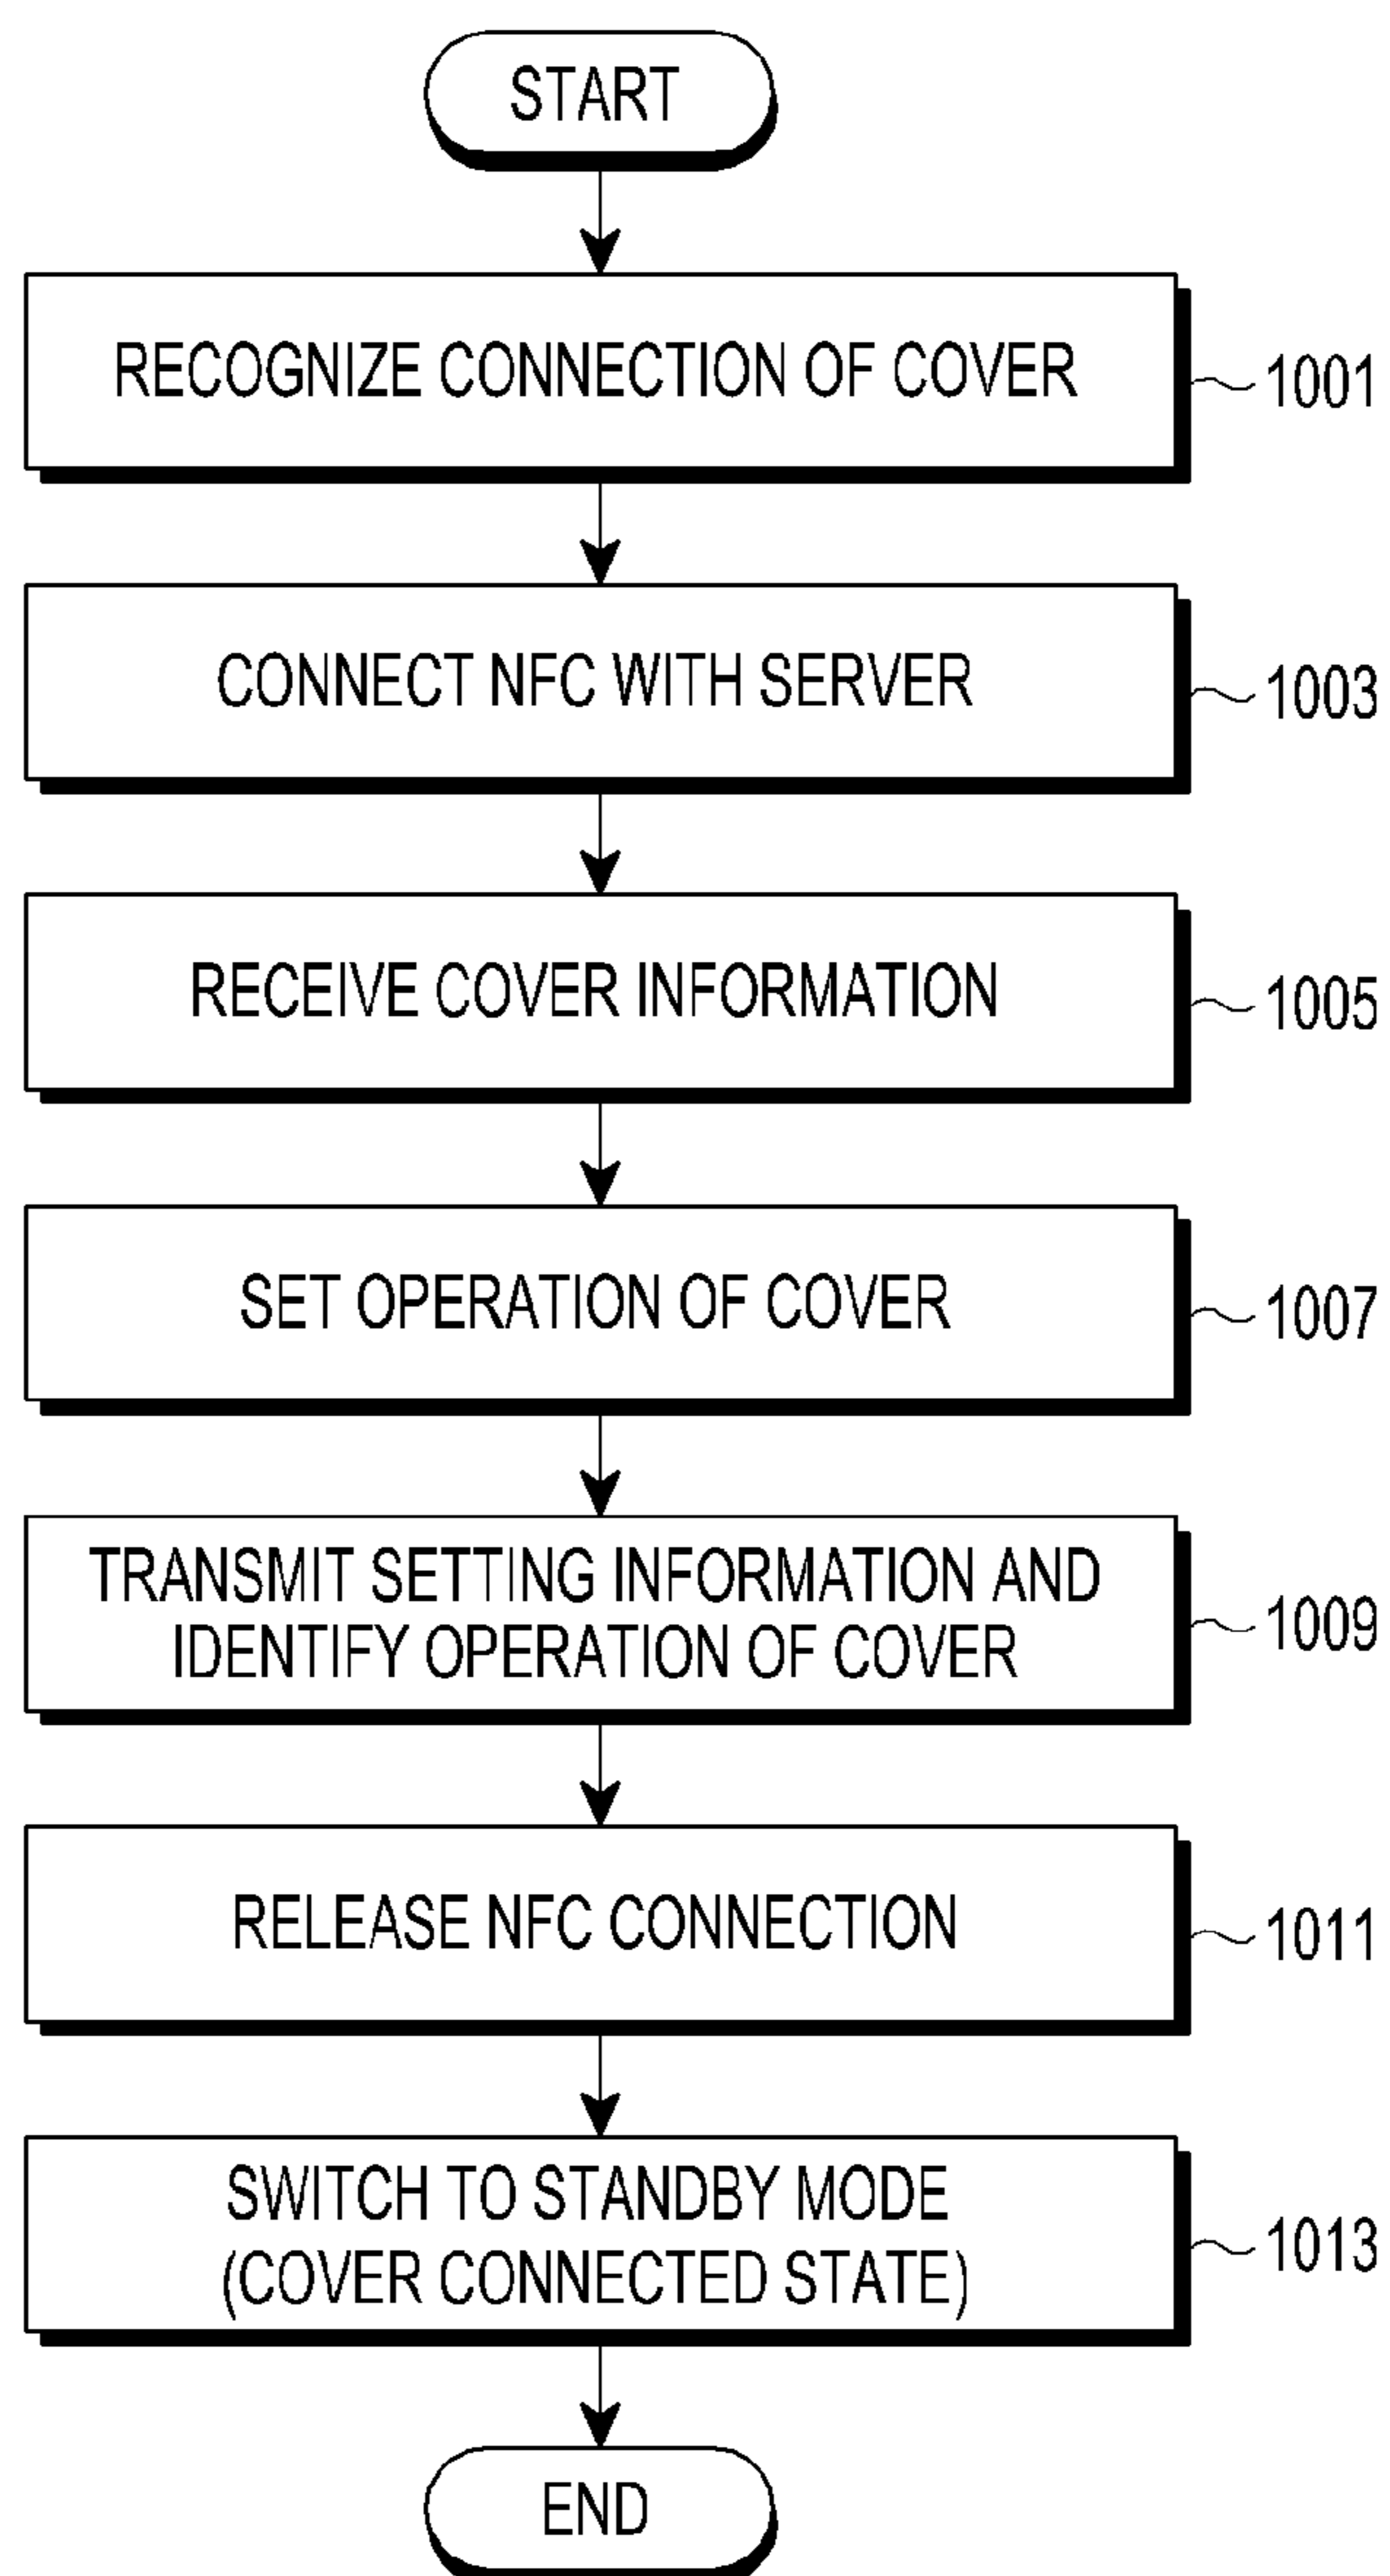 START
RECOGNIZE CONNECTION OF COVER
1001
CONNECT NFC WITH SERVER
1003
RECEIVE COVER INFORMATION
1005
SET OPERATION OF COVER
1007
TRANSMIT SETTING INFORMATION AND
IDENTIFY OPERATION OF COVER
1009
RELEASE NFC CONNECTION
1011
SWITCH TO STANDBY MODE
(COVER CONNECTED STATE)
1013
END